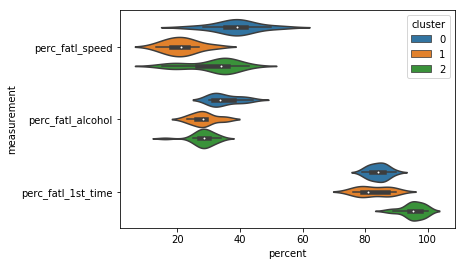 cluster
0
1
2
perc_fatl_speed
perc_fatl_alcohol
perc_fatl_1st_time
measurement
20 40 60 80 100
percent